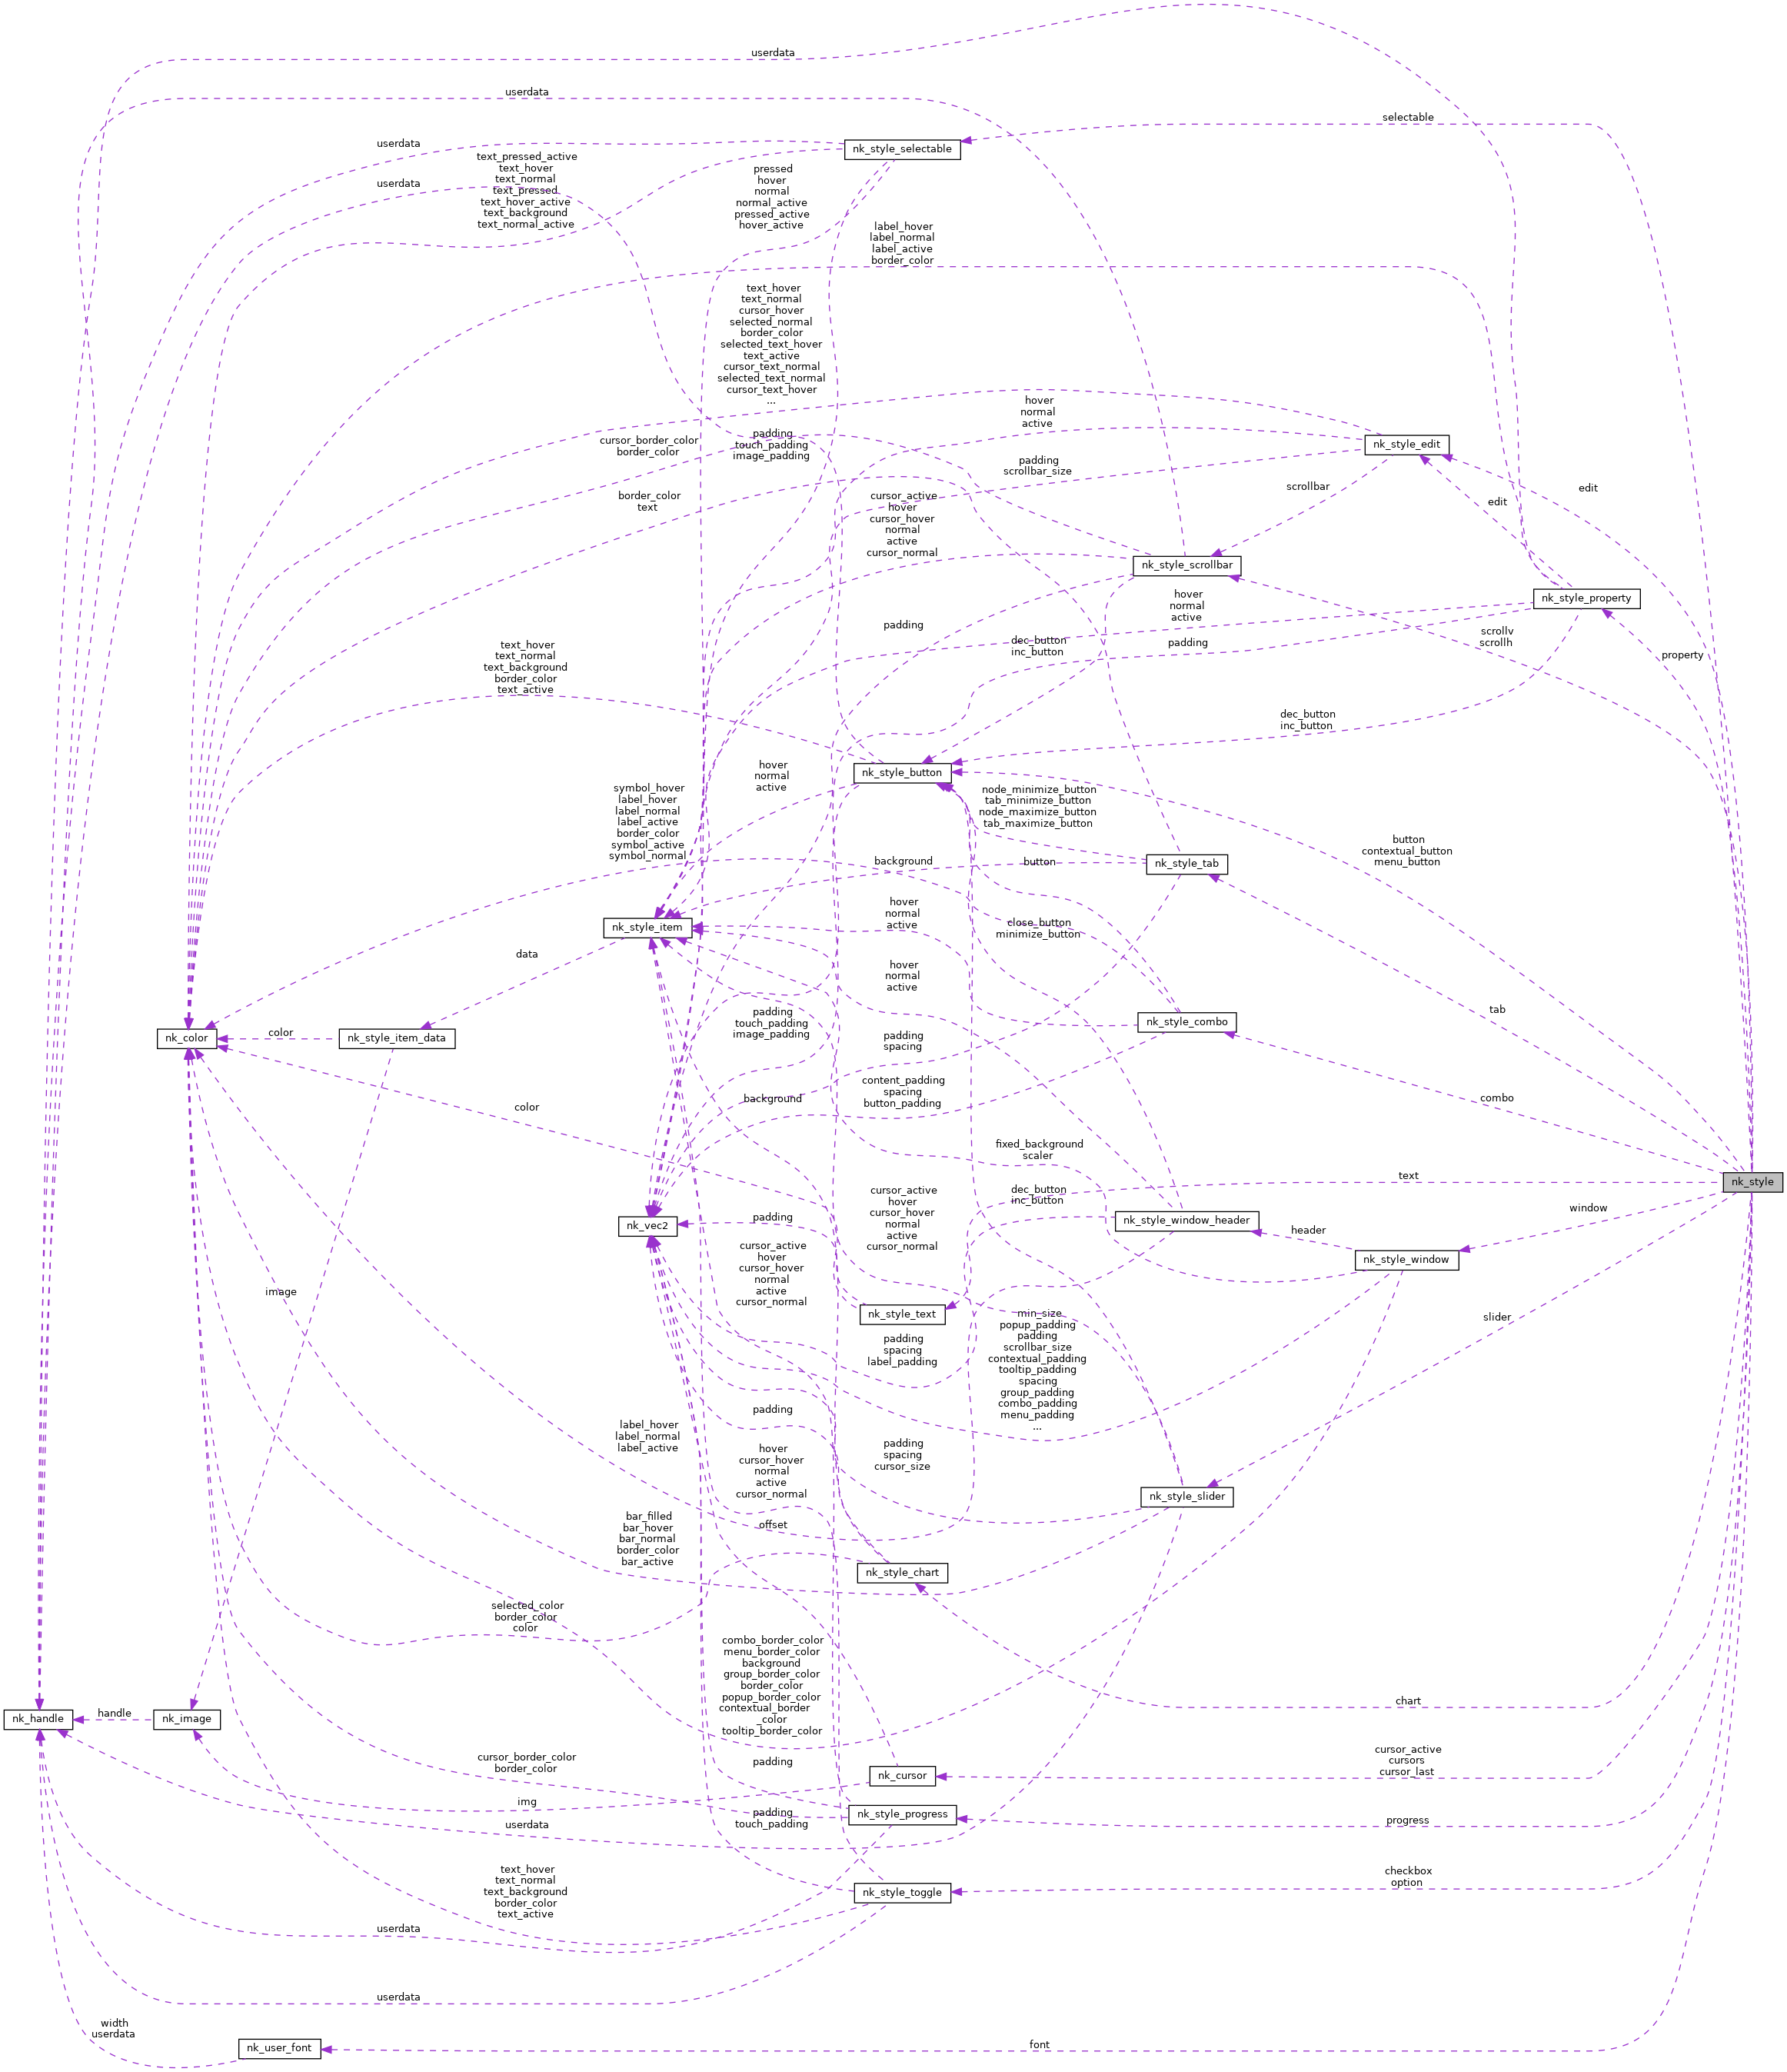 userdata
userdata
selectable
userdata
nk_style_selectable
text_pressed_active
text_hover
text_normal
text_pressed
text_hover_active
text_background
text_normal_active
userdata
pressed
hover
normal
normal_active
pressed_active
hover_active
label_hover
label_normal
label_active
border_color
text_hover
text_normal
cursor_hover
selected_normal
border_color
selected_text_hover
text_active
cursor_text_normal
selected_text_normal
cursor_text_hover
...
hover
normal
active
nk_style_edit
cursor_border_color
border_color
padding
touch_padding
image_padding
padding
scrollbar_size
scrollbar
edit
edit
border_color
text
cursor_active
hover
cursor_hover
normal
active
cursor_normal
nk_style_scrollbar
nk_style_property
hover
normal
active
padding
scrollv
scrollh
dec_button
inc_button
padding
property
text_hover
text_normal
text_background
border_color
text_active
dec_button
inc_button
nk_style_button
hover
normal
active
symbol_hover
label_hover
label_normal
label_active
border_color
symbol_active
symbol_normal
node_minimize_button
tab_minimize_button
node_maximize_button
tab_maximize_button
button
contextual_button
menu_button
background
button
nk_style_tab
hover
normal
active
close_button
minimize_button
nk_style_item
data
hover
normal
active
tab
nk_color
color
nk_style_item_data
padding
touch_padding
image_padding
nk_style_combo
padding
spacing
content_padding
spacing
button_padding
background
color
combo
fixed_background
scaler
text
nk_style
cursor_active
hover
cursor_hover
normal
active
cursor_normal
dec_button
inc_button
window
nk_vec2
padding
nk_style_window_header
header
nk_style_window
cursor_active
hover
cursor_hover
normal
active
cursor_normal
image
nk_style_text
slider
min_size
popup_padding
padding
scrollbar_size
contextual_padding
tooltip_padding
spacing
group_padding
combo_padding
menu_padding
...
padding
spacing
label_padding
padding
label_hover
label_normal
label_active
padding
spacing
cursor_size
hover
cursor_hover
normal
active
cursor_normal
nk_style_slider
offset
bar_filled
bar_hover
bar_normal
border_color
bar_active
nk_style_chart
selected_color
border_color
color
combo_border_color
menu_border_color
background
group_border_color
border_color
popup_border_color
contextual_border
_color
tooltip_border_color
chart
nk_handle
handle
nk_image
cursor_border_color
border_color
padding
nk_cursor
cursor_active
cursors
cursor_last
img
nk_style_progress
userdata
padding
touch_padding
progress
text_hover
text_normal
text_background
border_color
text_active
nk_style_toggle
checkbox
option
userdata
userdata
width
userdata
nk_user_font
font